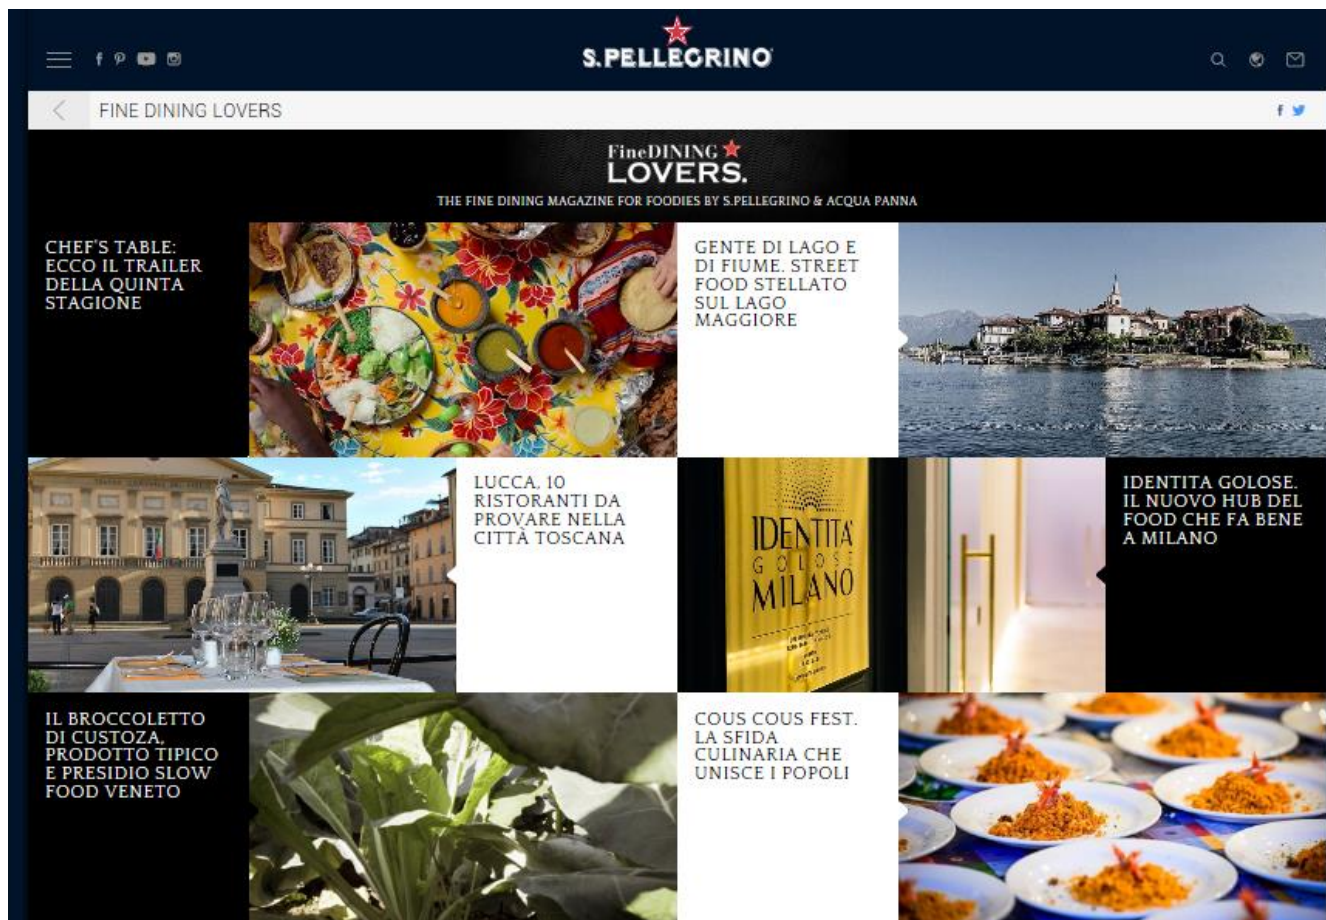 S.PELLEGRINO
FINE DINING LOVERS
FineDINING
LOVERS.
THE FINE DINING MAGAZINE FOR FOODIES BY S.PELLEGRINO & ACQUA PANNA
CHEF'S TABLE:
ECCO IL TRAILER
DELLA QUINTA
STAGIONE
GENTE DI LAGO E
DI FIUME. STREET
FOOD STELLATO
SUL LAGO
MAGGIORE
LUCCA, 10
RISTORANTI DA
PROVARE NELLA
CITTÀ TOSCANA
IDENTITÀ
GOLOSE
MILANO
IDENTITA GOLOSE.
IL NUOVO HUB DEL
FOOD CHE FA BENE
A MILANO
IL BROCCOLETTO
DI CUSTOZA,
PRODOTTO TIPICO
E PRESIDIO SLOW
FOOD VENETO
COUS COUS FEST.
LA SFIDA
CULINARIA CHE
UNISCE I POPOLI